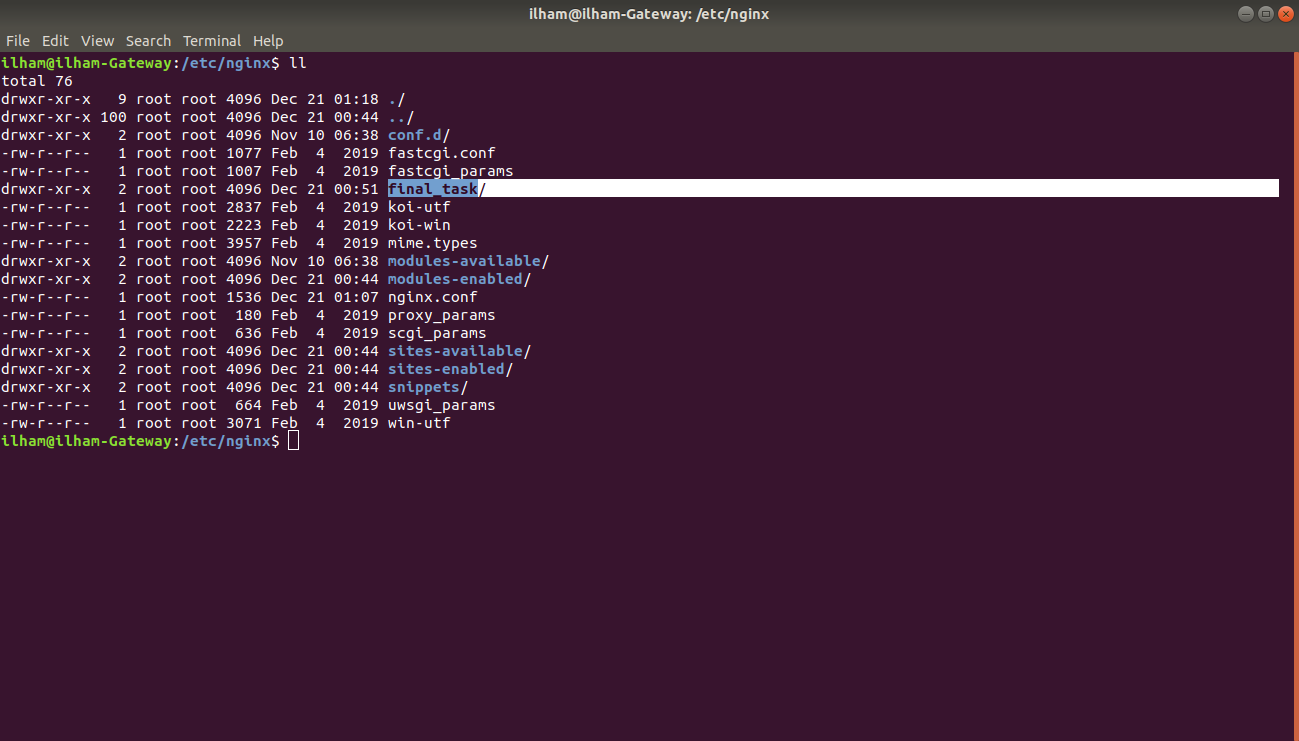 ilham@ilham-Gateway: /etc/nginx
File Edit View Search Terminal Help
ilham@ilham-Gateway:/etc/nginx$ ll
total 76
drwxr-xr-x   9 root root 4096 Dec 21 01:18 ./
drwxr-xr-x 100 root root 4096 Dec 21 00:44 ../
drwxr-xr-x   2 root root 4096 Nov 10 06:38 conf.d/
-rw-r--r--   1 root root 1077 Feb  4  2019 fastcgi.conf
-rw-r--r--   1 root root 1007 Feb  4  2019 fastcgi_params
drwxr-xr-x   2 root root 4096 Dec 21 00:51 final_task/
-rw-r--r--   1 root root 2837 Feb  4  2019 koi-utf
-rw-r--r--   1 root root 2223 Feb  4  2019 koi-win
-rw-r--r--   1 root root 3957 Feb  4  2019 mime.types
drwxr-xr-x   2 root root 4096 Nov 10 06:38 modules-available/
drwxr-xr-x   2 root root 4096 Dec 21 00:44 modules-enabled/
-rw-r--r--   1 root root 1536 Dec 21 01:07 nginx.conf
-rw-r--r--   1 root root  180 Feb  4  2019 proxy_params
-rw-r--r--   1 root root  636 Feb  4  2019 scgi_params
drwxr-xr-x   2 root root 4096 Dec 21 00:44 sites-available/
drwxr-xr-x   2 root root 4096 Dec 21 00:44 sites-enabled/
drwxr-xr-x   2 root root 4096 Dec 21 00:44 snippets/
-rw-r--r--   1 root root  664 Feb  4  2019 uwsgi_params
-rw-r--r--   1 root root 3071 Feb  4  2019 win-utf
ilham@ilham-Gateway:/etc/nginx$